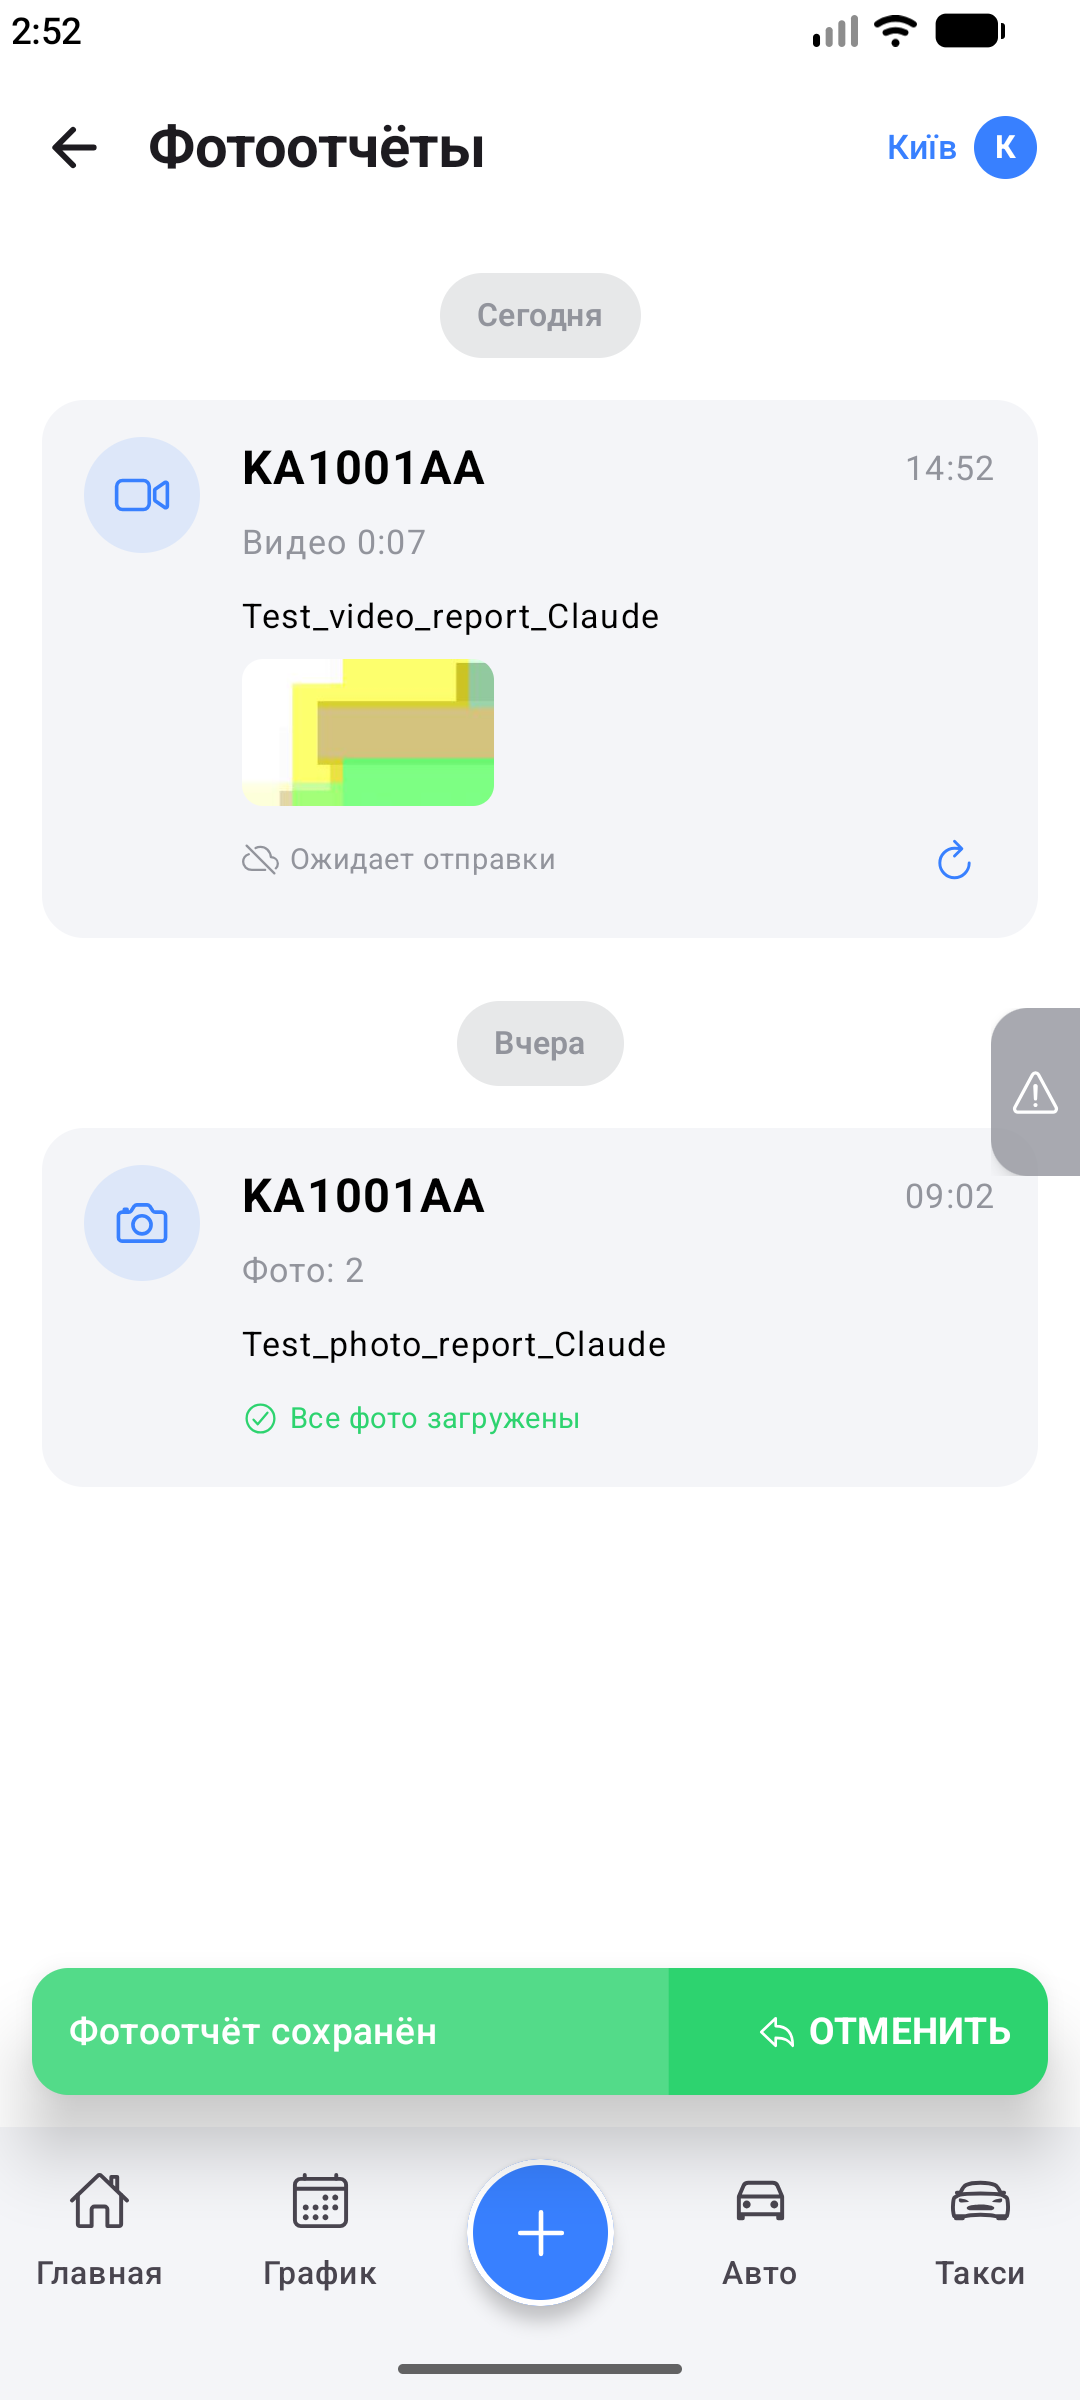 2:52
Фотоотчёты
Київ K
Сегодня
KA1001AA
14:52
Видео 0:07
Test_video_report_Claude
Ожидает отправки
Вчера
KA1001AA
09:02
Фото: 2
Test_photo_report_Claude
Все фото загружены
Фотоотчёт сохранён
ОТМЕНИТЬ
Главная
График
Авто
Такси